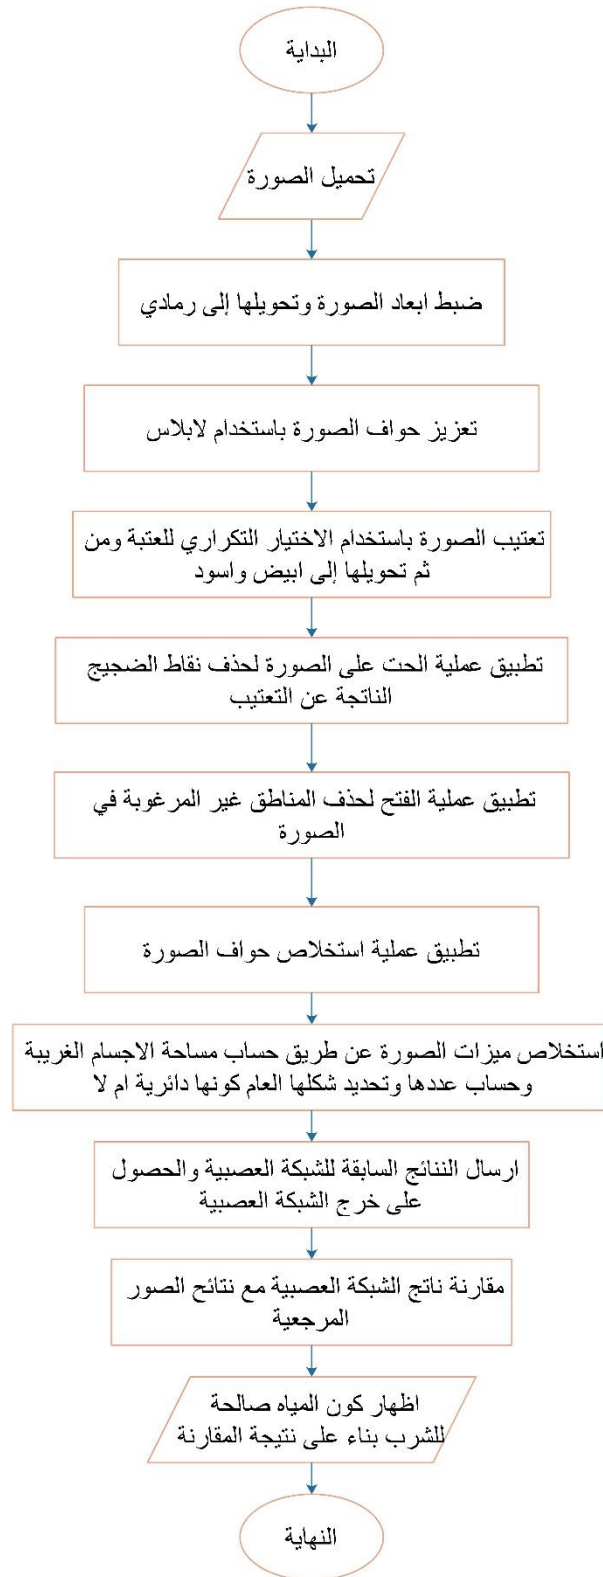 البداية
تحميل الصورة
ضبط ابعاد الصورة وتحويلها إلى رمادي
تعزيز حواف الصورة باستخدام لابلاس
تعتيب الصورة باستخدام الاختيار التكراري للعتبة ومن
ثم تحويلها إلى ابيض واسود
تطبيق عملية الحت على الصورة لحذف نقاط الضجيج
الناتجة عن التعتيب
تطبيق عملية الفتح لحذف المناطق غير المرغوبة في
الصورة
تطبيق عملية استخلاص حواف الصورة
استخلاص ميزات الصورة عن طريق حساب مساحة الاجسام الغريبة
وحساب عددها وتحديد شكلها العام كونها دائرية ام لا
ارسال النتائج السابقة للشبكة العصبية والحصول
على خرج الشبكة العصبية
مقارنة ناتج الشبكة العصبية مع نتائح الصور
المرجعية
اظهار كون المياه صالحة
للشرب بناء على نتيجة المقارنة
النهاية